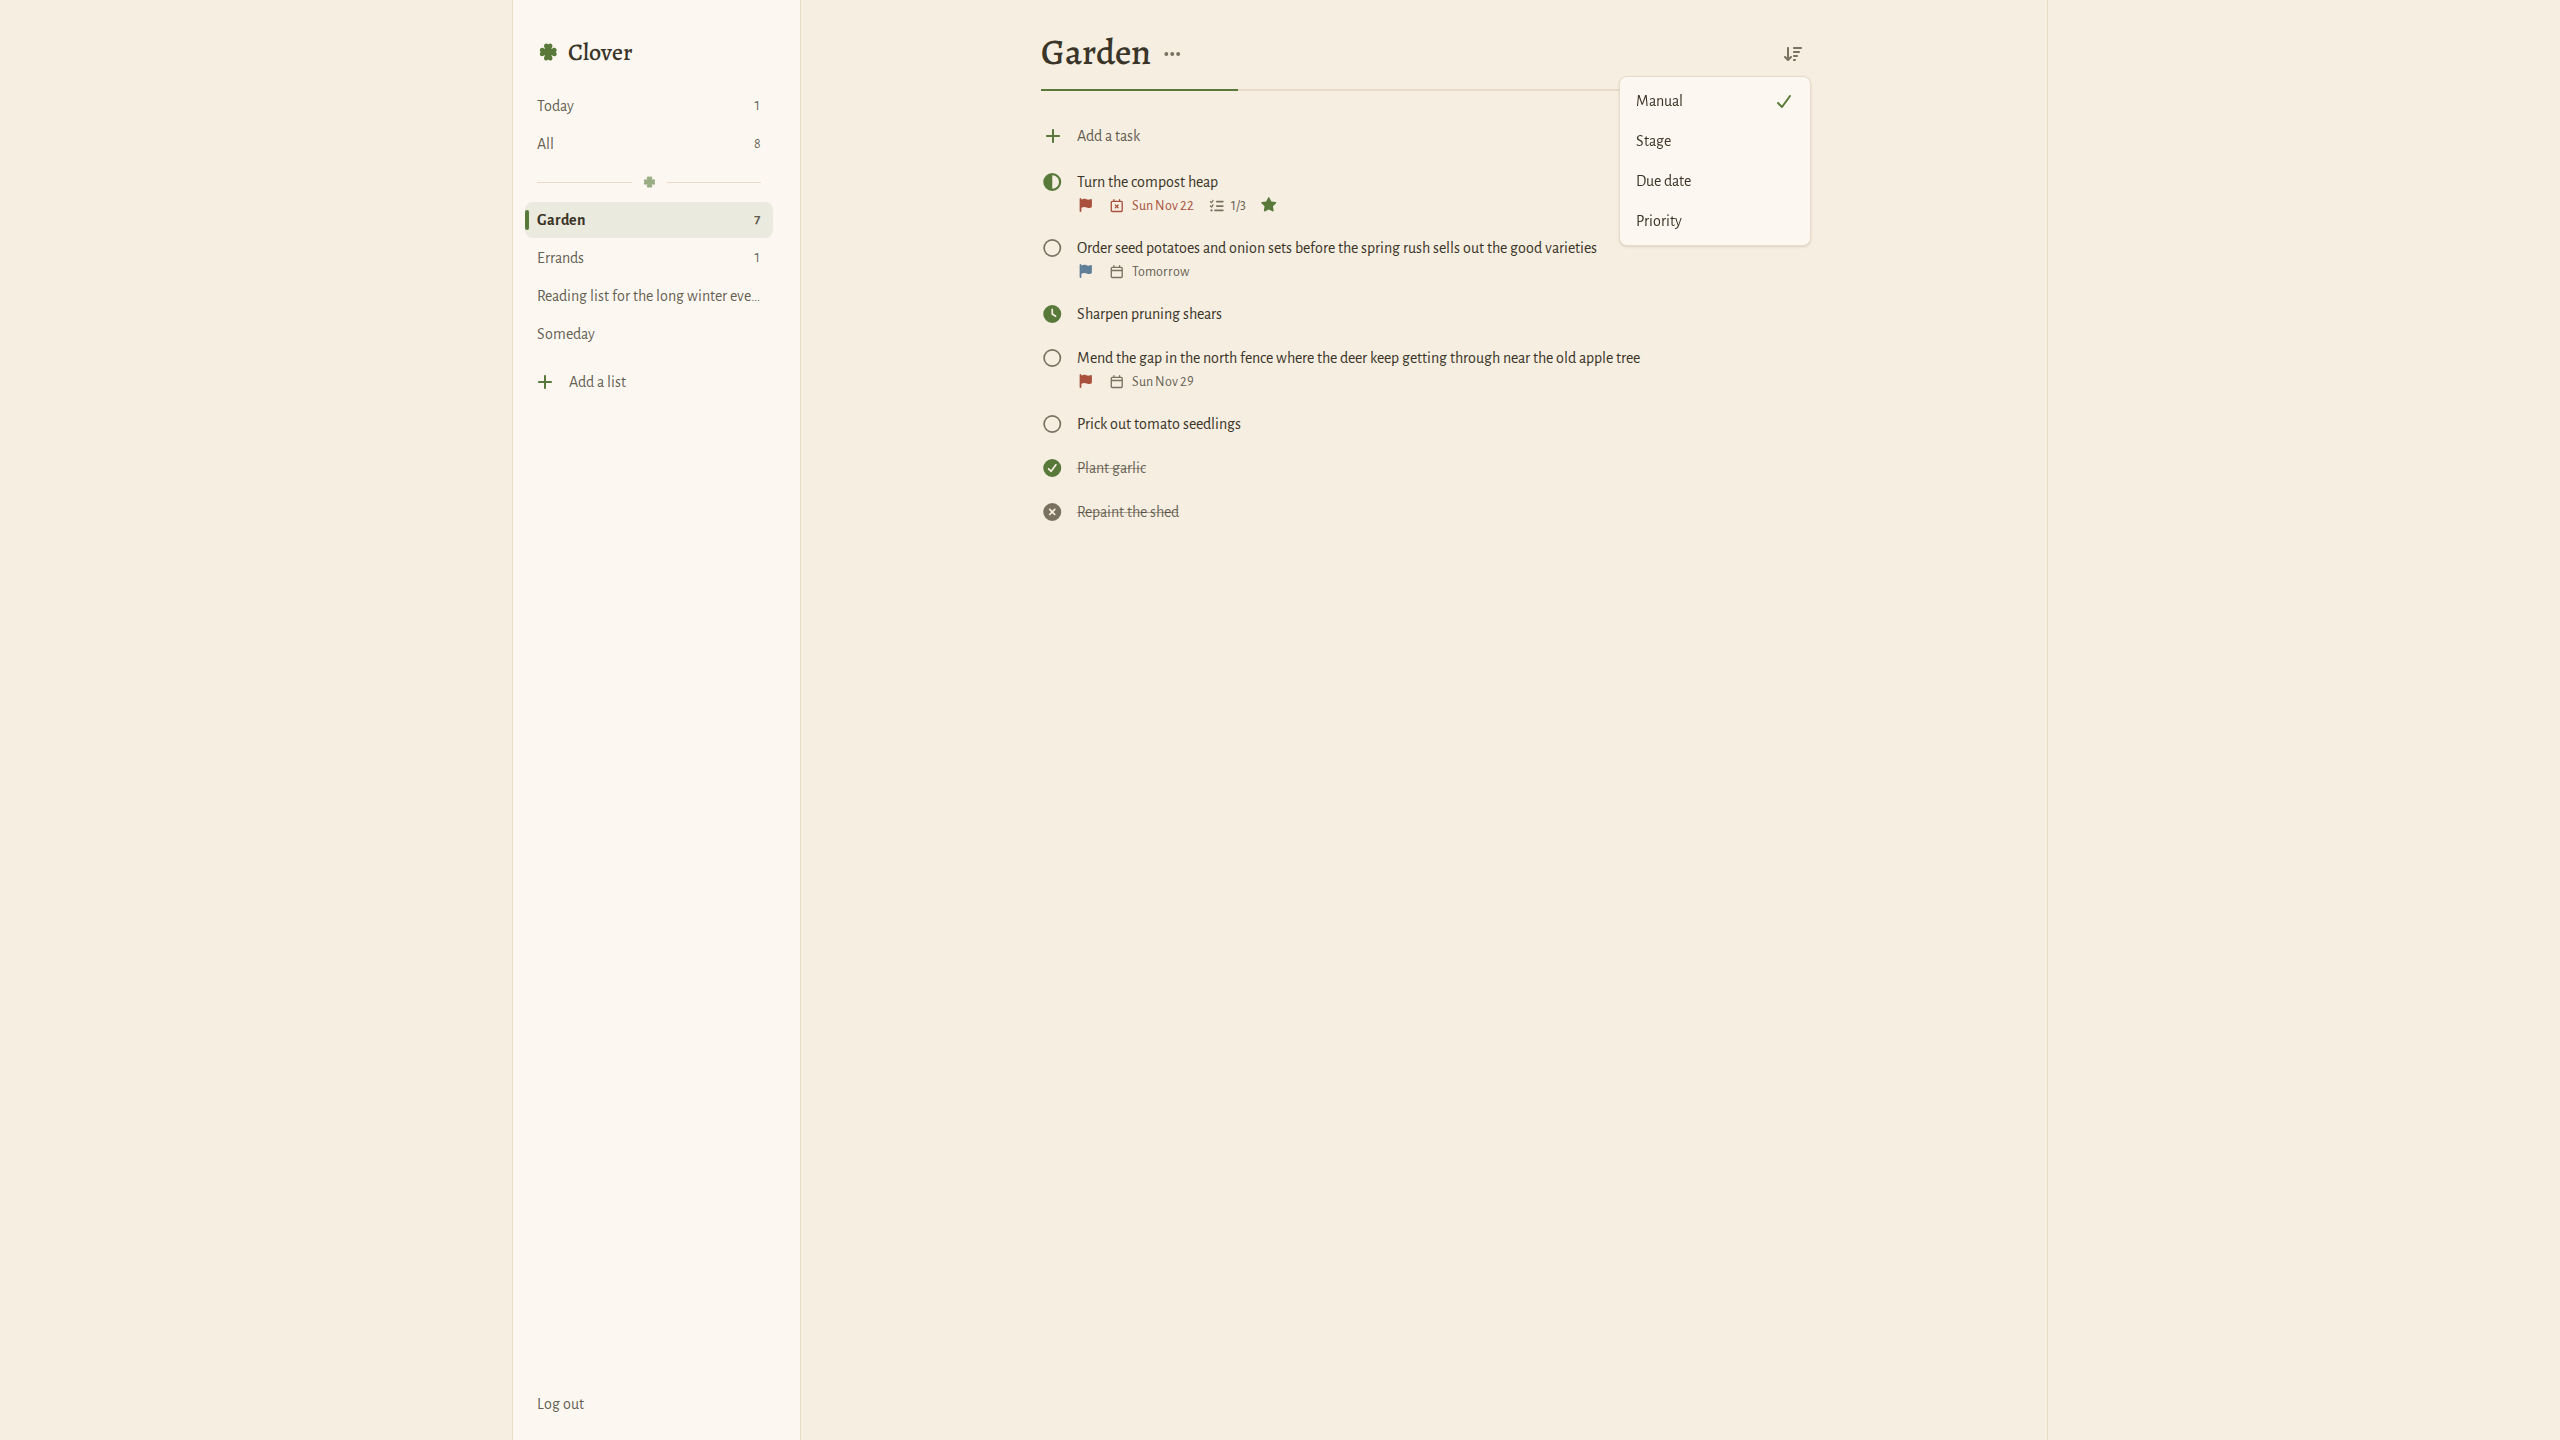 Clover
Today 1
All 8
Garden 7
Errands 1
Reading list for the long winter eve…
Someday
Add a list
Log out
Garden
Add a task
Turn the compost heap
Sun Nov 22 1/3
Order seed potatoes and onion sets before the spring rush sells out the good varieties
Tomorrow
Sharpen pruning shears
Mend the gap in the north fence where the deer keep getting through near the old apple tree
Sun Nov 29
Prick out tomato seedlings
Plant garlic
Repaint the shed
Manual
Stage
Due date
Priority